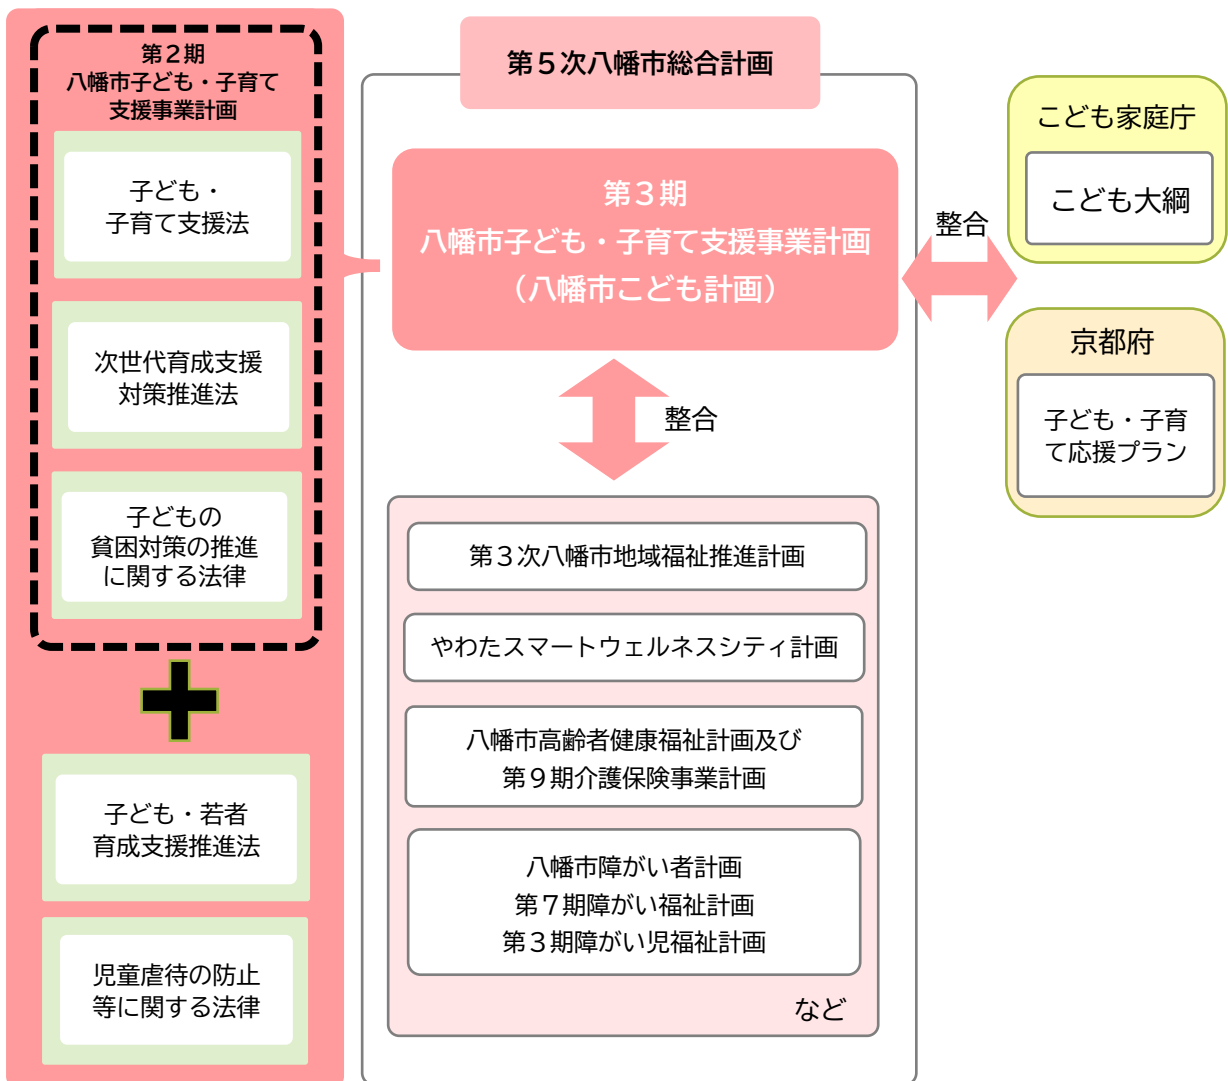 第２期
八幡市子ども・子育て
支援事業計画
子ども・
子育て支援法
次世代育成支援
対策推進法
子どもの
貧困対策の推進
に関する法律
子ども・若者
育成支援推進法
児童虐待の防止
等に関する法律
第５次八幡市総合計画
第３期
八幡市子ども・子育て支援事業計画
（八幡市こども計画）
整合
第３次八幡市地域福祉推進計画
やわたスマートウェルネスシティ計画
八幡市高齢者健康福祉計画及び
第９期介護保険事業計画
八幡市障がい者計画
第７期障がい福祉計画
第３期障がい児福祉計画
など
整合
こども家庭庁
こども大綱
京都府
子ども・子育
て応援プラン